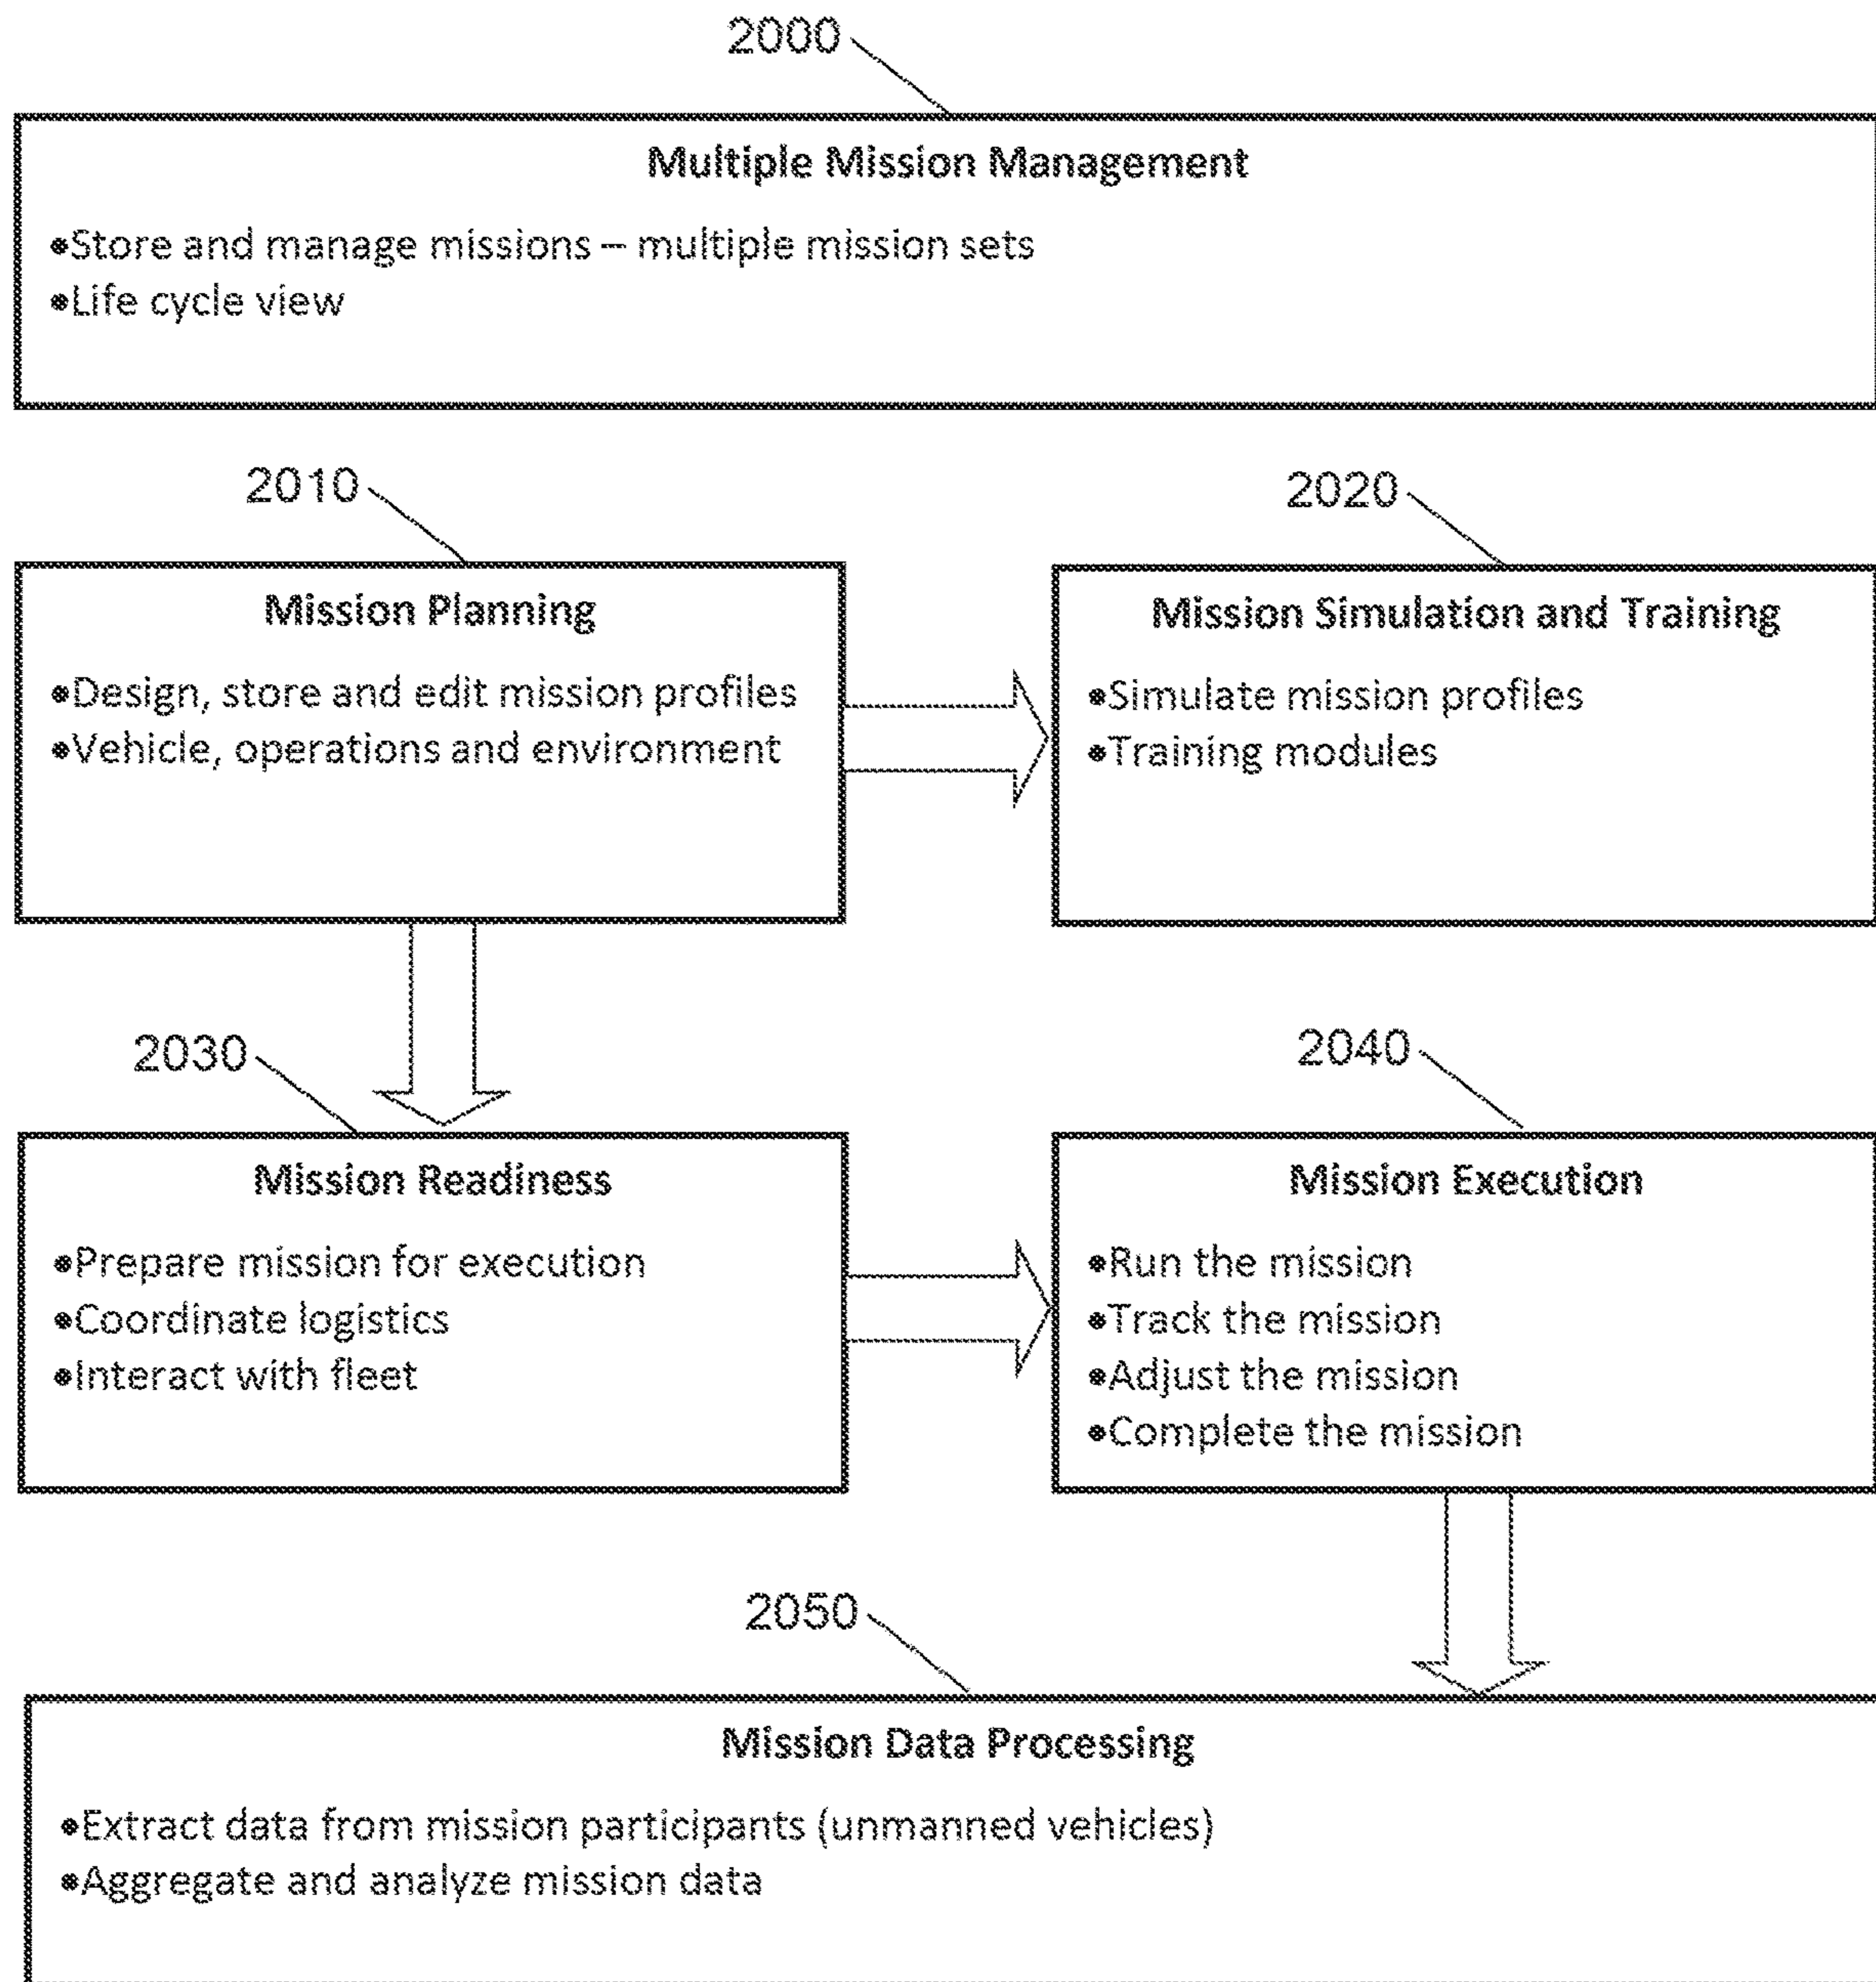 2000
Multiple Mission Management
•Store and manage missions – multiple mission sets
•Life cycle view
2010
Mission Planning
•Design, store and edit mission profiles
•Vehicle, operations and environment
2020
Mission Simulation and Training
•Simulate mission profiles
•Training modules
2030
Mission Readiness
•Prepare mission for execution
•Coordinate logistics
•Interact with fleet
2040
Mission Execution
•Run the mission
•Track the mission
•Adjust the mission
•Complete the mission
2050
Mission Data Processing
•Extract data from mission participants (unmanned vehicles)
•Aggregate and analyze mission data